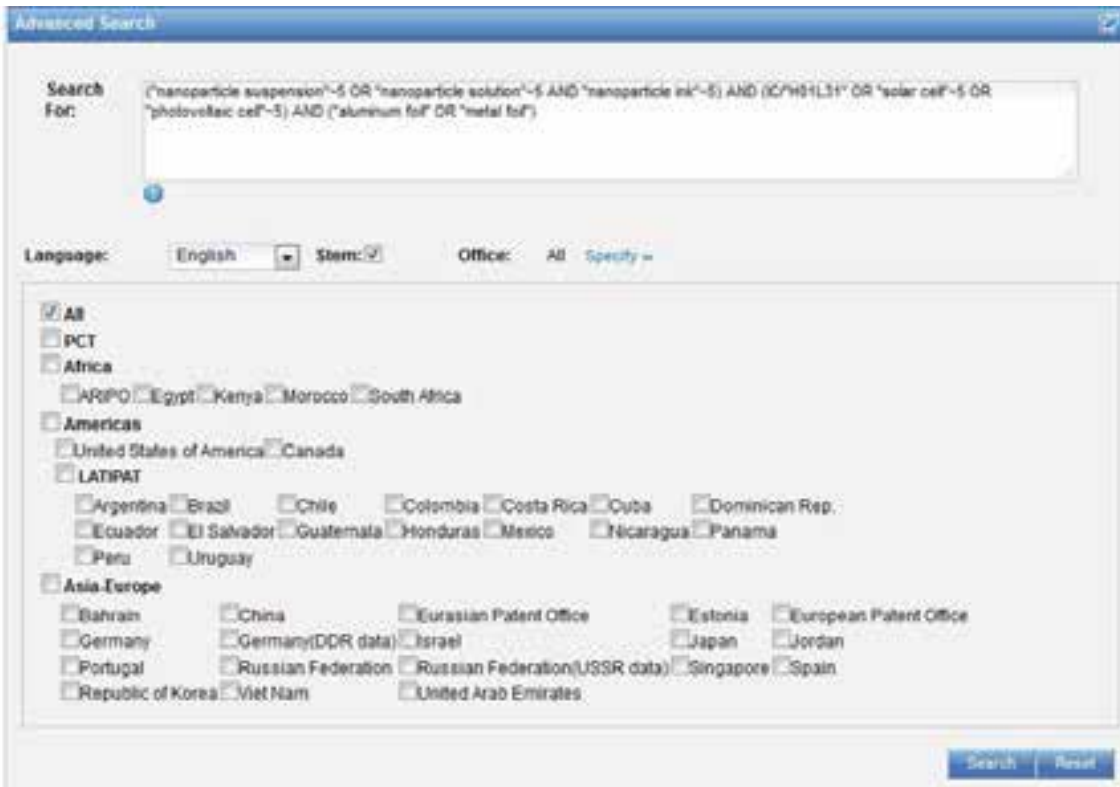 Advanced Search
Search For:
("nanoparticle suspension"~5 OR "nanoparticle solution"~5 AND "nanoparticle ink"~5) AND (IC/"H01L31" OR "solar cell"~5 OR
"photovoltaic cell"~5) AND ("aluminum foil" OR "metal foil")
Language: English Stem: Office: All Specify
All
PCT
Africa
ARIPO Egypt Kenya Morocco South Africa
Americas
United States of America Canada
LATIPAT
Argentina Brazil Chile Colombia Costa Rica Cuba Dominican Rep.
Ecuador El Salvador Guatemala Honduras Mexico Nicaragua Panama
Peru Uruguay
Asia-Europe
Bahrain China Eurasian Patent Office Estonia European Patent Office
Germany Germany(DDR data) Israel Japan Jordan
Portugal Russian Federation Russian Federation(USSR data) Singapore Spain
Republic of Korea Viet Nam United Arab Emirates
Search Reset